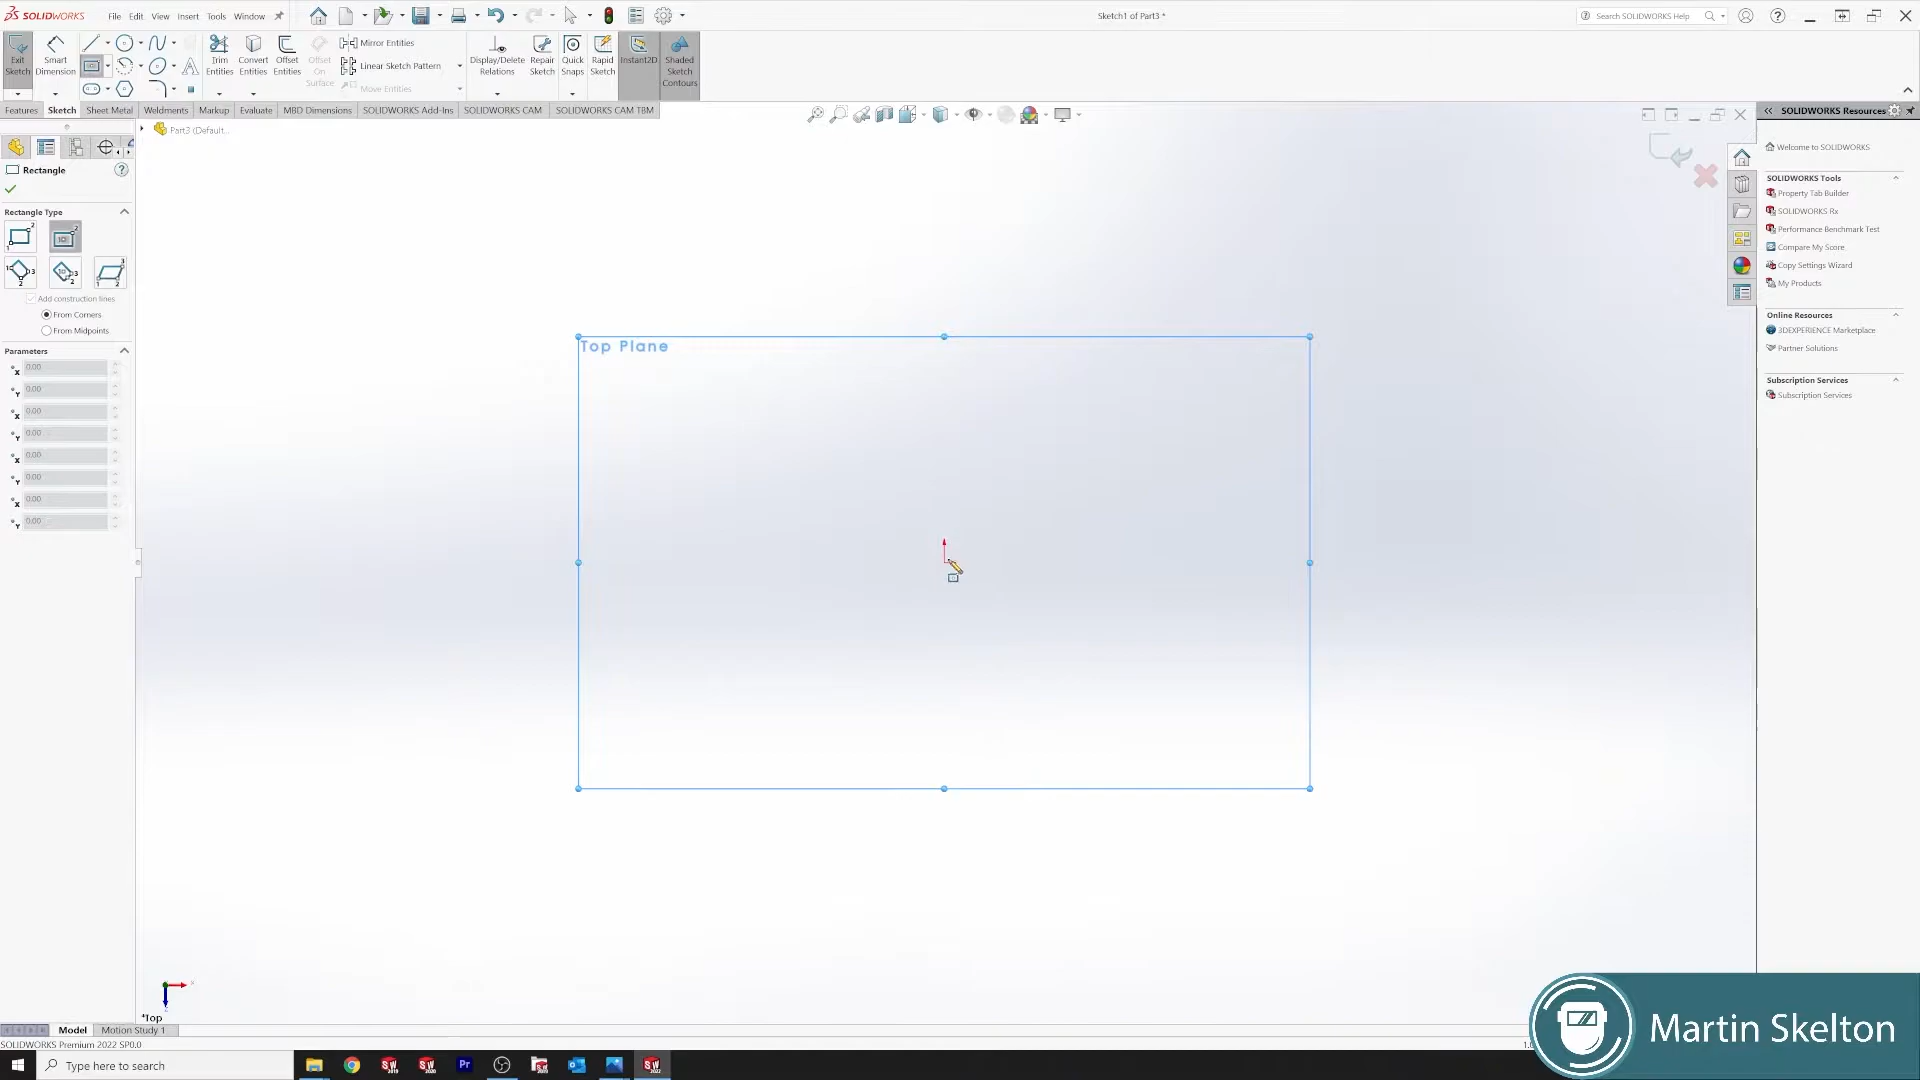 SOLIDWORKS
File Edit View Insert Tools Window
Sketch1 of Part3 *
Search SOLIDWORKS Help
Exit Sketch
Smart Dimension
Trim Entities
Convert Entities
Offset Entities
Offset On Surface
Mirror Entities
Linear Sketch Pattern
Move Entities
Display/Delete Relations
Repair Sketch
Quick Snaps
Rapid Sketch
Instant2D
Shaded Sketch Contours
Features Sketch Sheet Metal Weldments Markup Evaluate MBD Dimensions SOLIDWORKS Add-Ins SOLIDWORKS CAM SOLIDWORKS CAM TBM
Part3 (Default...
Rectangle
Rectangle Type
Add construction lines
From Corners
From Midpoints
Parameters
0.00
0.00
0.00
0.00
0.00
0.00
0.00
0.00
Top Plane
SOLIDWORKS Resources
Welcome to SOLIDWORKS
SOLIDWORKS Tools
Property Tab Builder
SOLIDWORKS Rx
Performance Benchmark Test
Compare My Score
Copy Settings Wizard
My Products
Online Resources
3DEXPERIENCE Marketplace
Partner Solutions
Subscription Services
Subscription Services
*Top
Model Motion Study 1
SOLIDWORKS Premium 2022 SP0.0
Type here to search
Martin Skelton